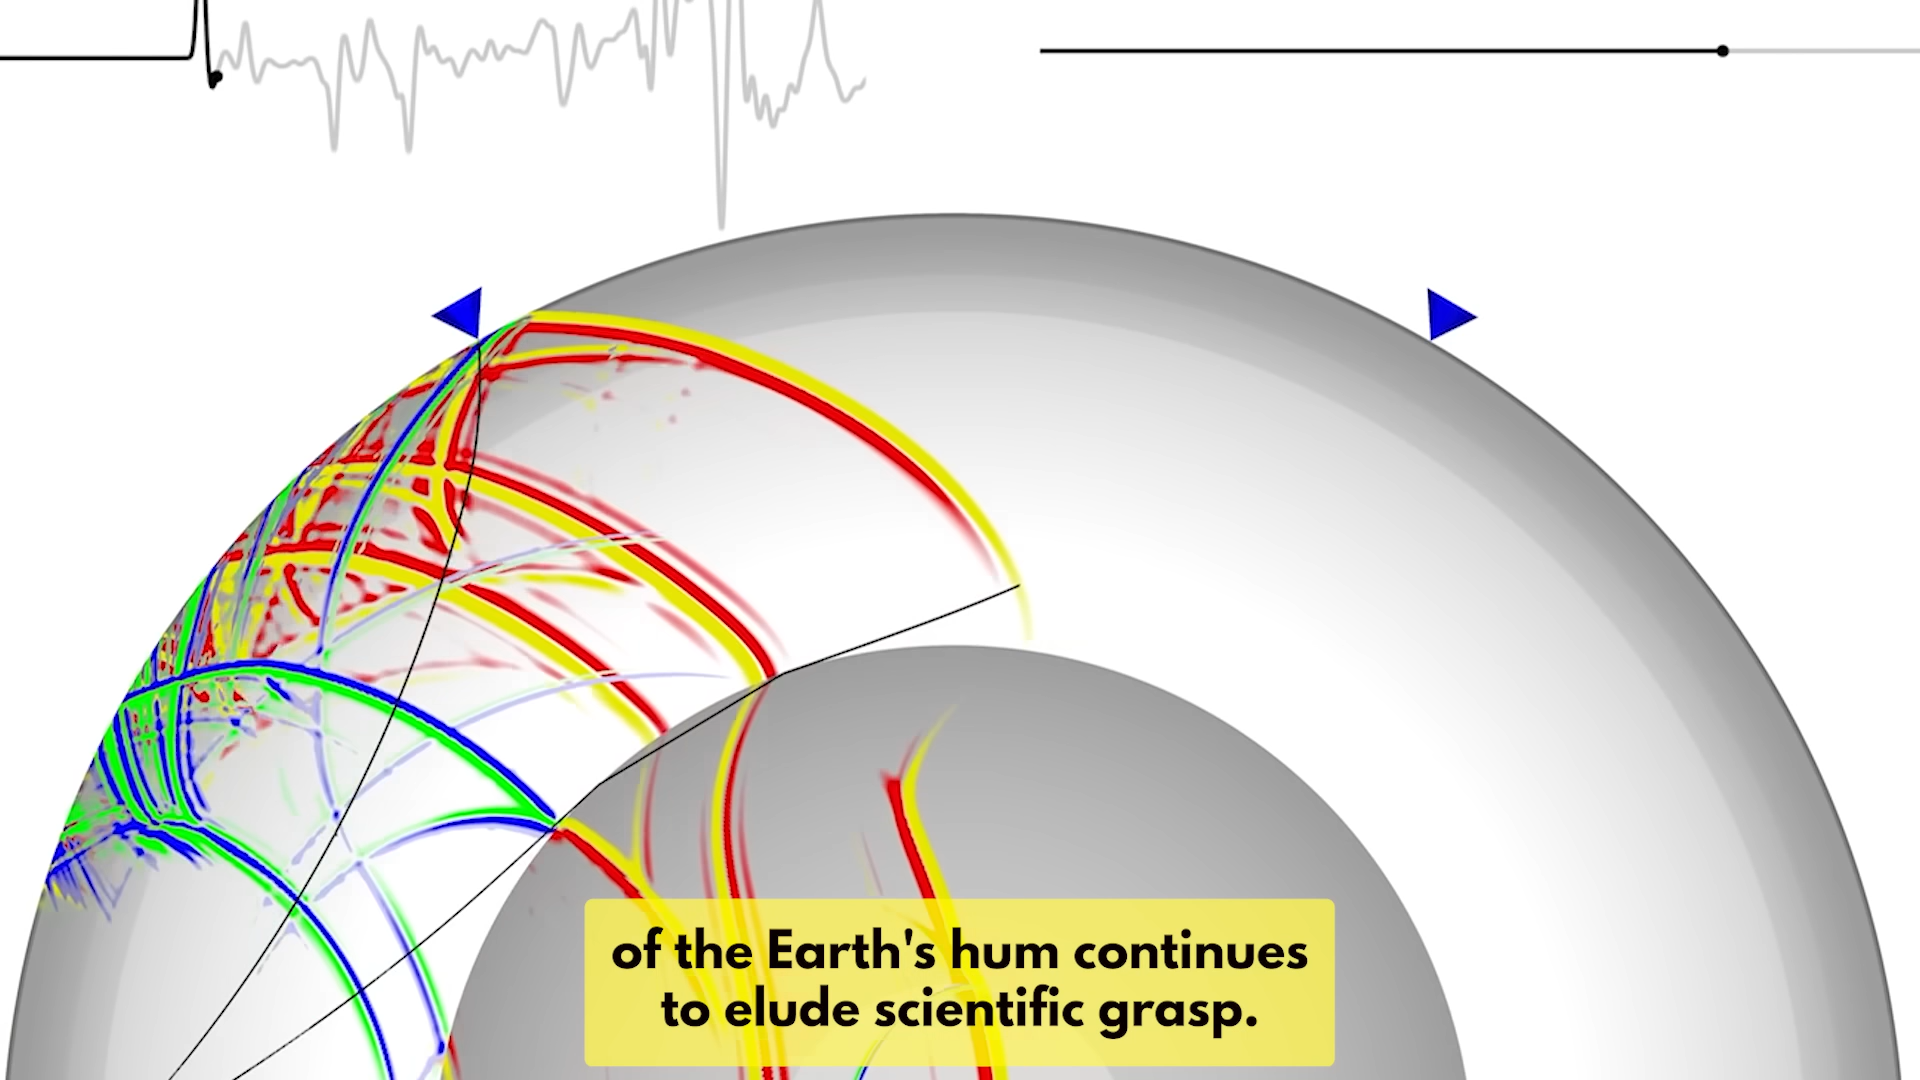 of the Earth's hum continues
to elude scientific grasp.